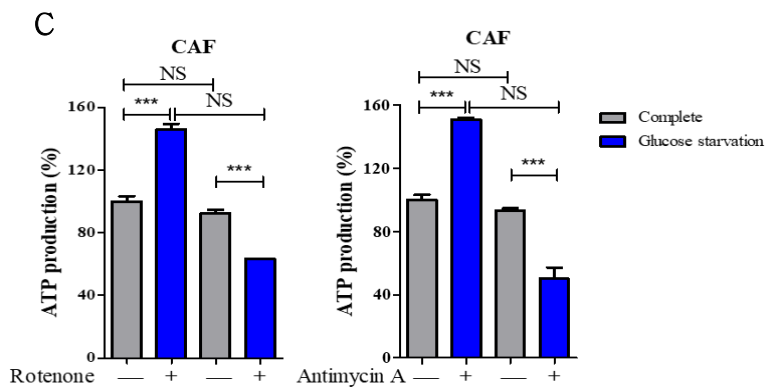 C
CAF
NS
***
NS
***
160
120
80
40
0
ATP production (%)
Rotenone — + — +
CAF
NS
***
NS
***
160
120
80
40
0
ATP production (%)
Antimycin A — + — +
Complete
Glucose starvation